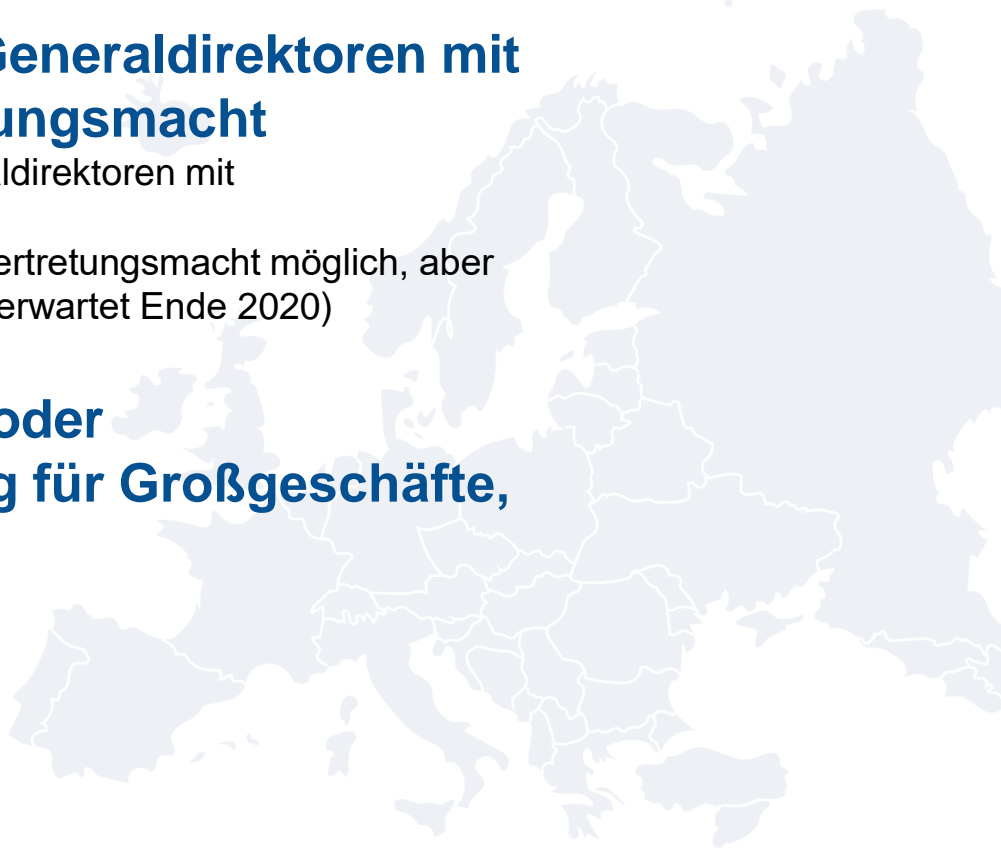 Generaldirektoren mit
ungsmacht
ldirektoren mit
ertretungsmacht möglich, aber
erwartet Ende 2020)
oder
g für Großgeschäfte,